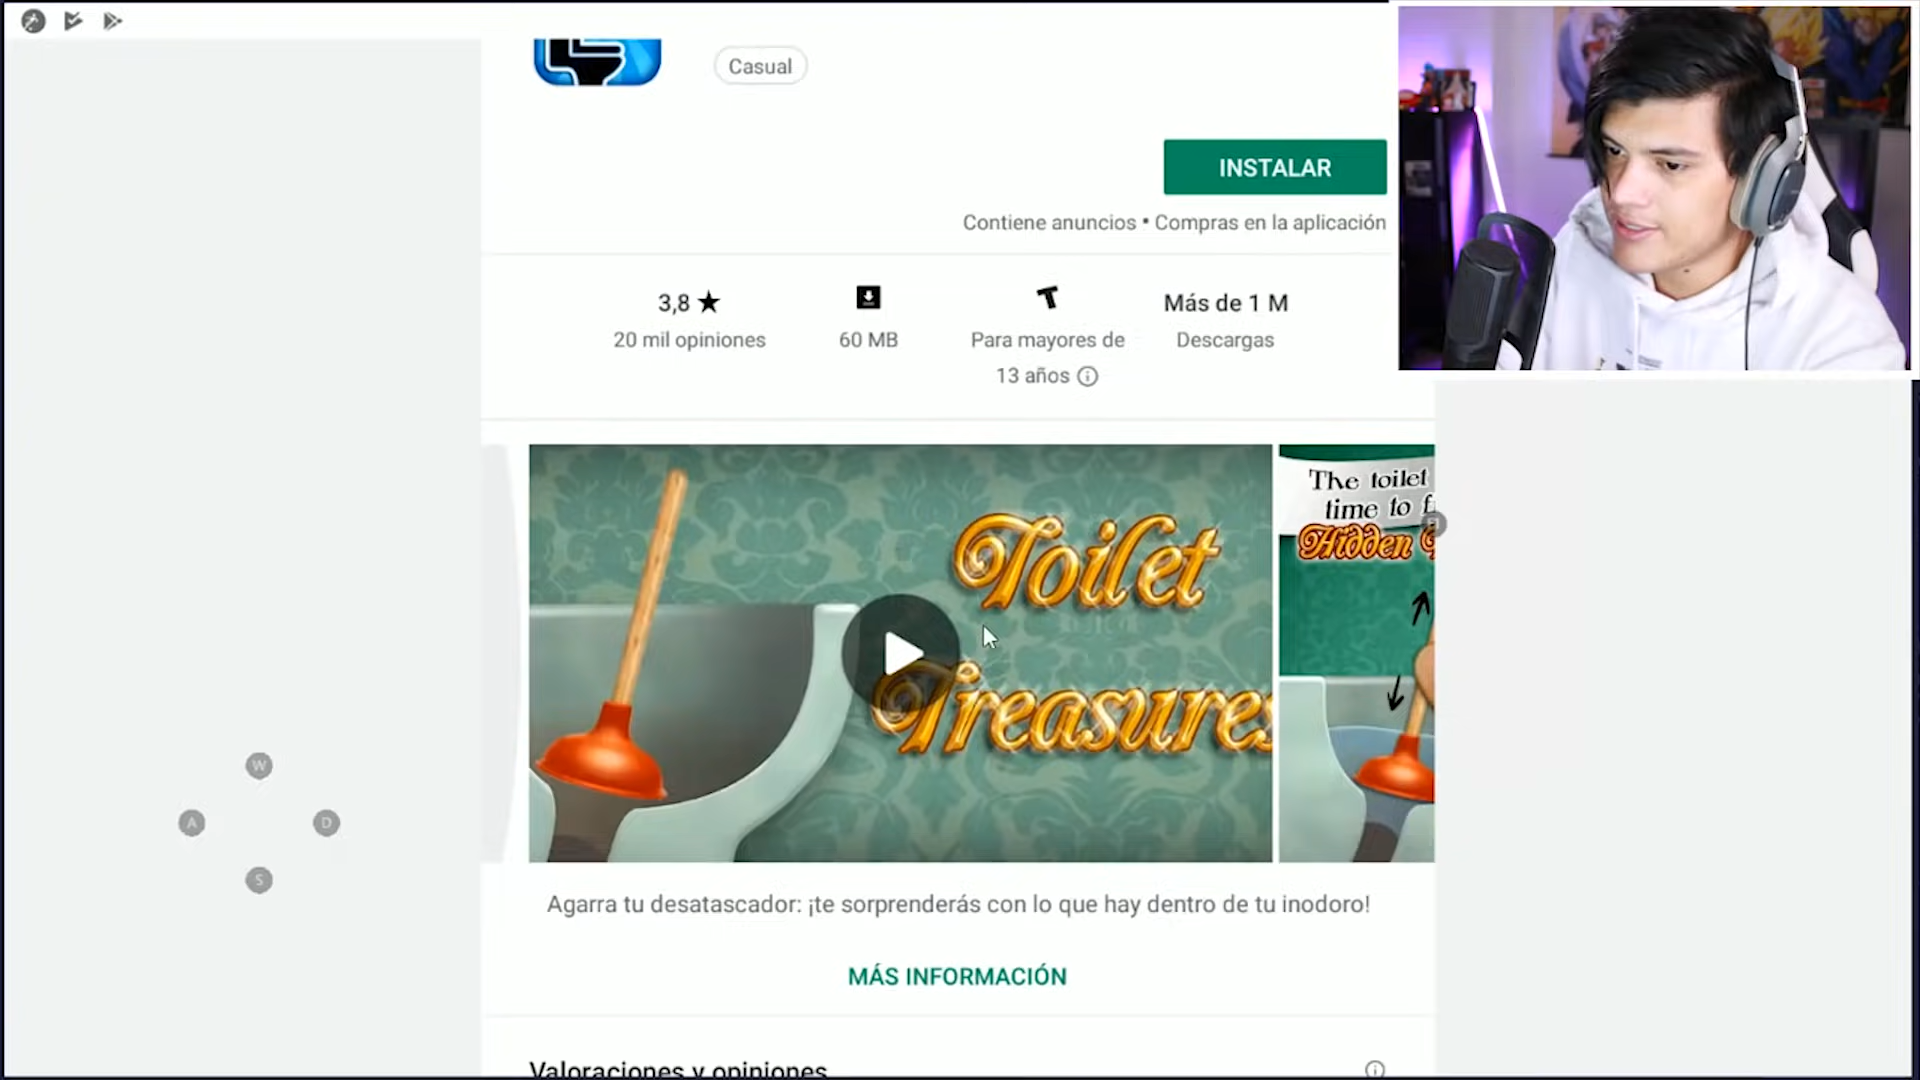 Casual
INSTALAR
Contiene anuncios • Compras en la aplicación
3,8 ★
20 mil opiniones
60 MB
T
Para mayores de
13 años
Más de 1 M
Descargas
Toilet
Treasures
The toilet
time to f
Hidden
W
A
D
S
Agarra tu desatascador: ¡te sorprenderás con lo que hay dentro de tu inodoro!
MÁS INFORMACIÓN
Valoraciones y opiniones